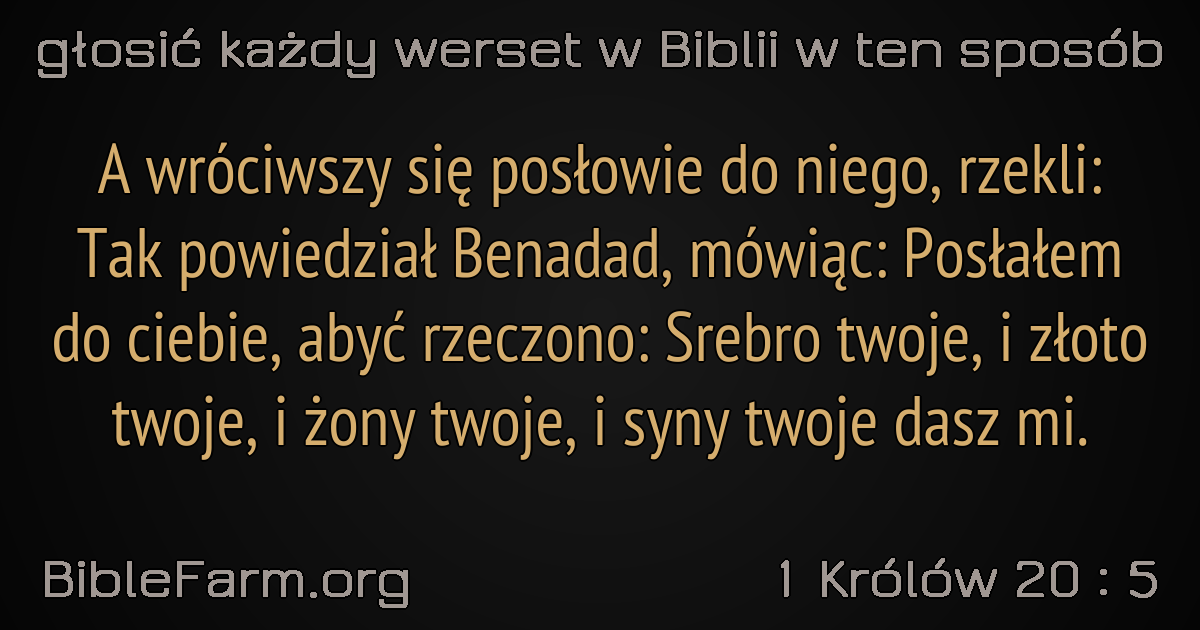 głosić każdy werset w Biblii w ten sposób
A wróciwszy się posłowie do niego, rzekli:
Tak powiedział Benadad, mówiąc: Posłałem
do ciebie, abyć rzeczono: Srebro twoje, i złoto
twoje, i żony twoje, i syny twoje dasz mi.
BibleFarm.org
1 Królów 20 : 5